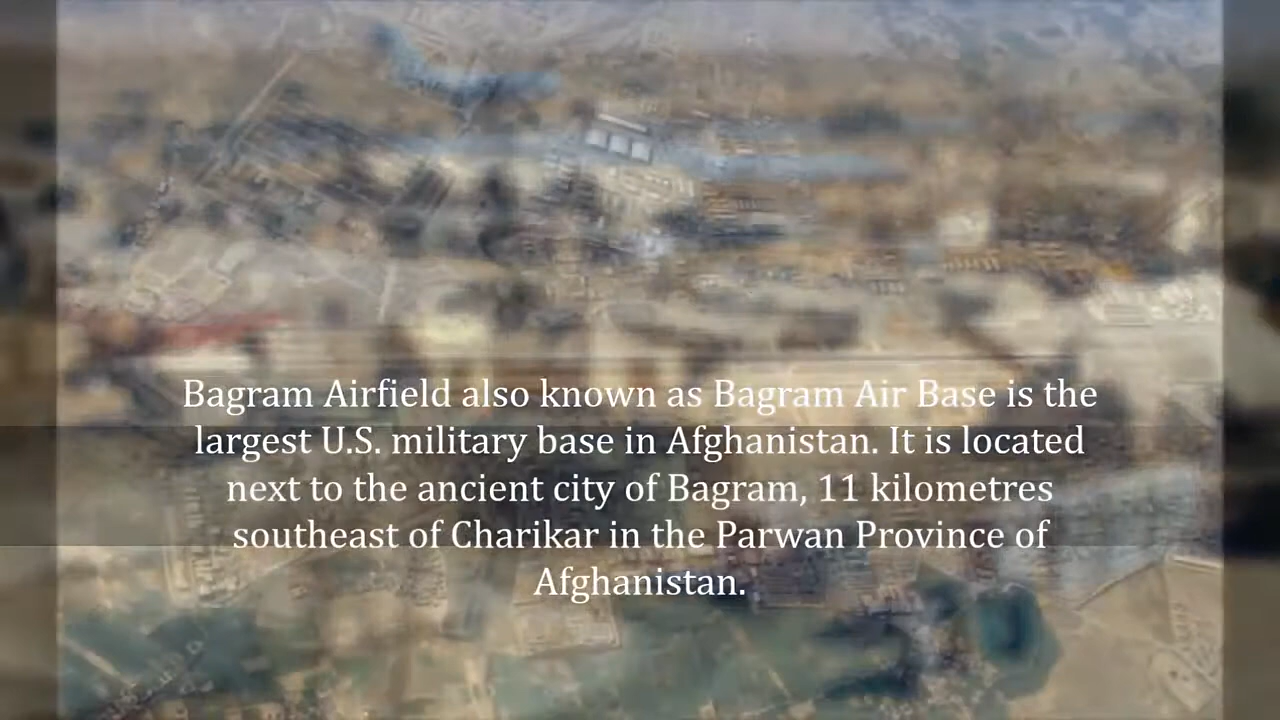 Bagram Airfield also known as Bagram Air Base is the
largest U.S. military base in Afghanistan. It is located
next to the ancient city of Bagram, 11 kilometres
southeast of Charikar in the Parwan Province of
Afghanistan.